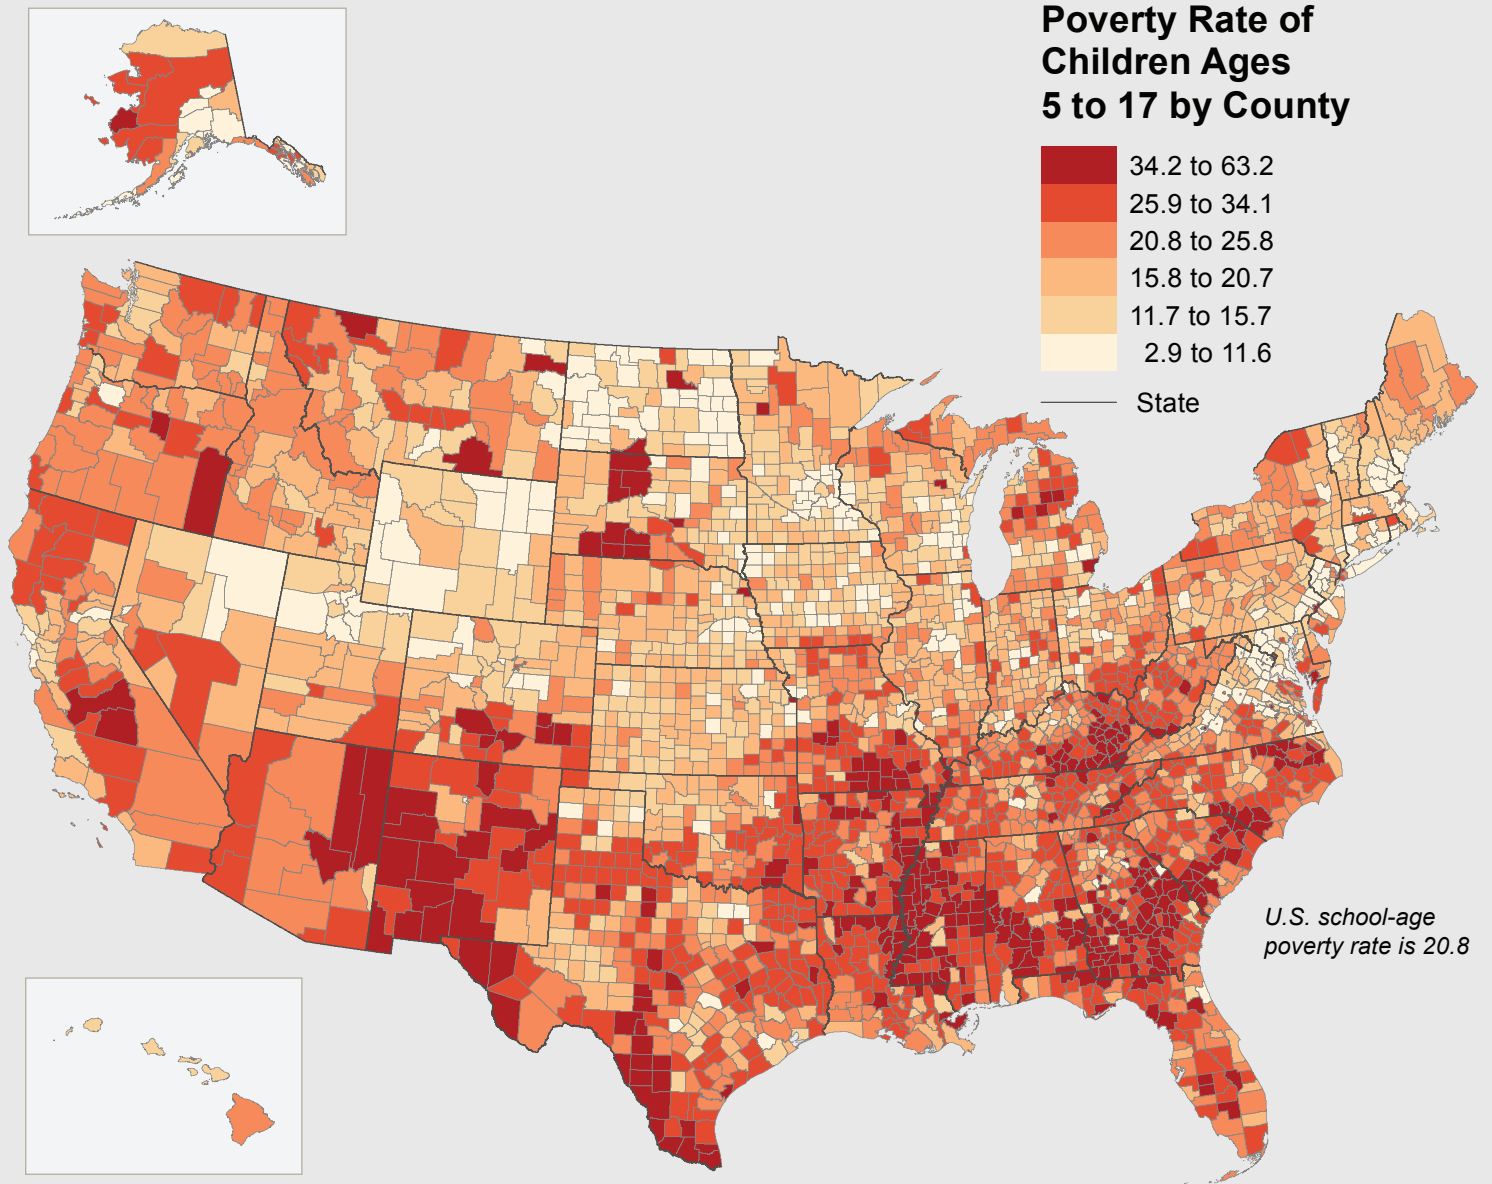 Poverty Rate of
Children Ages
5 to 17 by County
34.2 to 63.2
25.9 to 34.1
20.8 to 25.8
15.8 to 20.7
11.7 to 15.7
2.9 to 11.6
State
U.S. school-age
poverty rate is 20.8